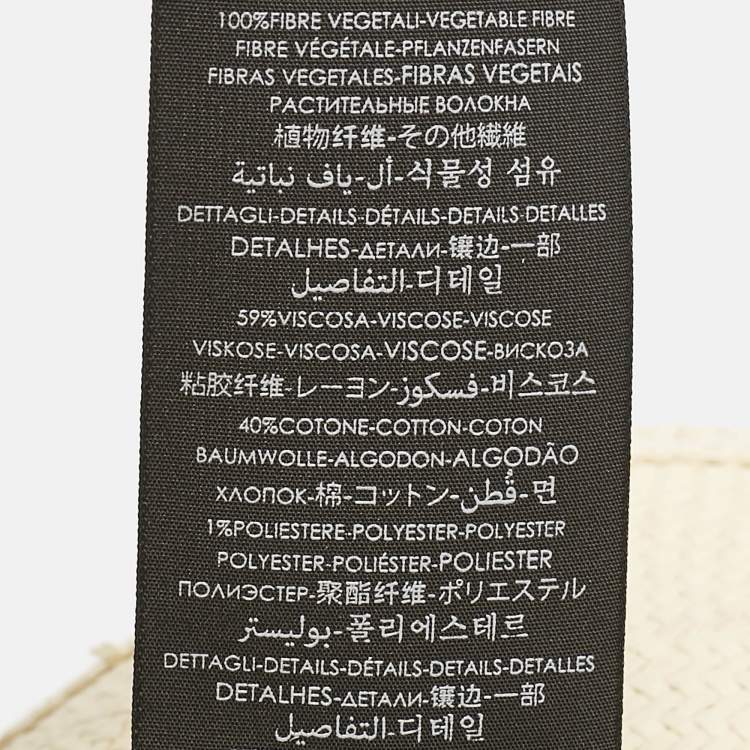 100%FIBRE VEGETALI-VEGETABLE FIBRE
FIBRE VÉGÉTALE-PFLANZENFASERN
FIBRAS VEGETALES-FIBRAS VEGETAIS
РАСТИТЕЛЬНЫЕ ВОЛОКНА
植物纤维-その他繊維
أل-ياف نباتية-식물성 섬유
DETTAGLI-DETAILS-DÉTAILS-DETAILS-DETALLES
DETALHES-ДЕТАЛИ-镶边-一部
التفاصيل-디테일
59%VISCOSA-VISCOSE-VISCOSE
VISKOSE-VISCOSA-VISCOSE-ВИСКОЗА
粘胶纤维-レーヨン-فسكوز-비스코스
40%COTONE-COTTON-COTON
BAUMWOLLE-ALGODON-ALGODÃO
ХЛОПОК-棉-コットン-قُطن-면
1%POLIESTERE-POLYESTER-POLYESTER
POLYESTER-POLIÉSTER-POLIESTER
ПОЛИЭСТЕР-聚酯纤维-ポリエステル
بوليستر-폴리에스테르
DETTAGLI-DETAILS-DÉTAILS-DETAILS-DETALLES
DETALHES-ДЕТАЛИ-镶边-一部
التفاصيل-디테일